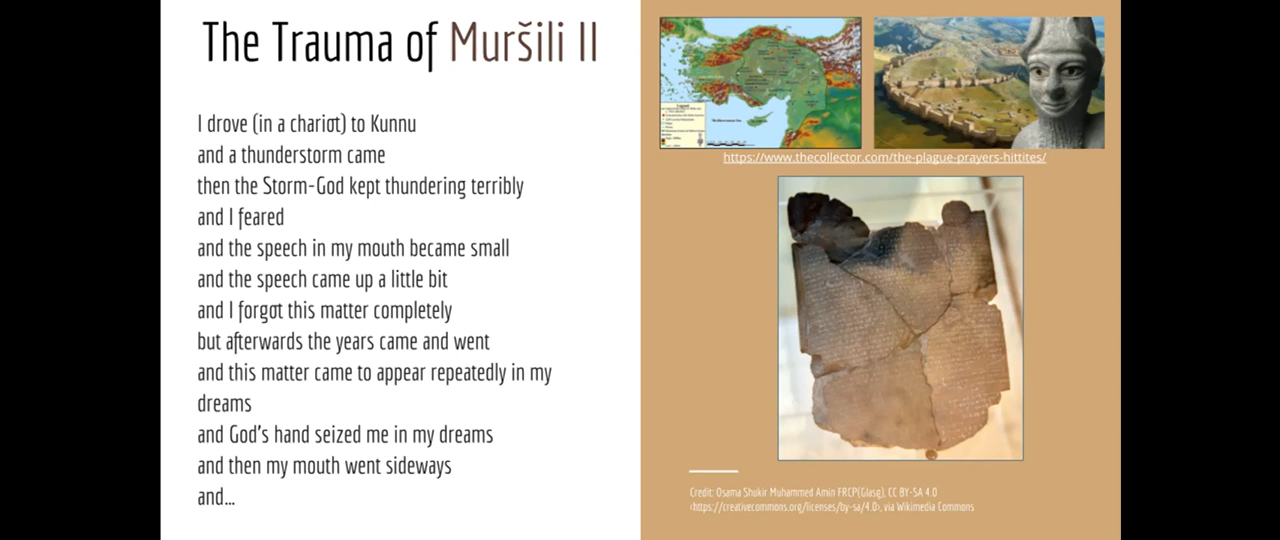 The Trauma of Muršili II
I drove (in a chariot) to Kunnu
and a thunderstorm came
then the Storm-God kept thundering terribly
and I feared
and the speech in my mouth became small
and the speech came up a little bit
and I forgot this matter completely
but afterwards the years came and went
and this matter came to appear repeatedly in my
dreams
and God's hand seized me in my dreams
and then my mouth went sideways
and...
https://www.thecollector.com/the-plague-prayers-hittites/
Credit: Osama Shukir Muhammed Amin FRCP(Glasg), CC BY-SA 4.0
<https://creativecommons.org/licenses/by-sa/4.0>, via Wikimedia Commons